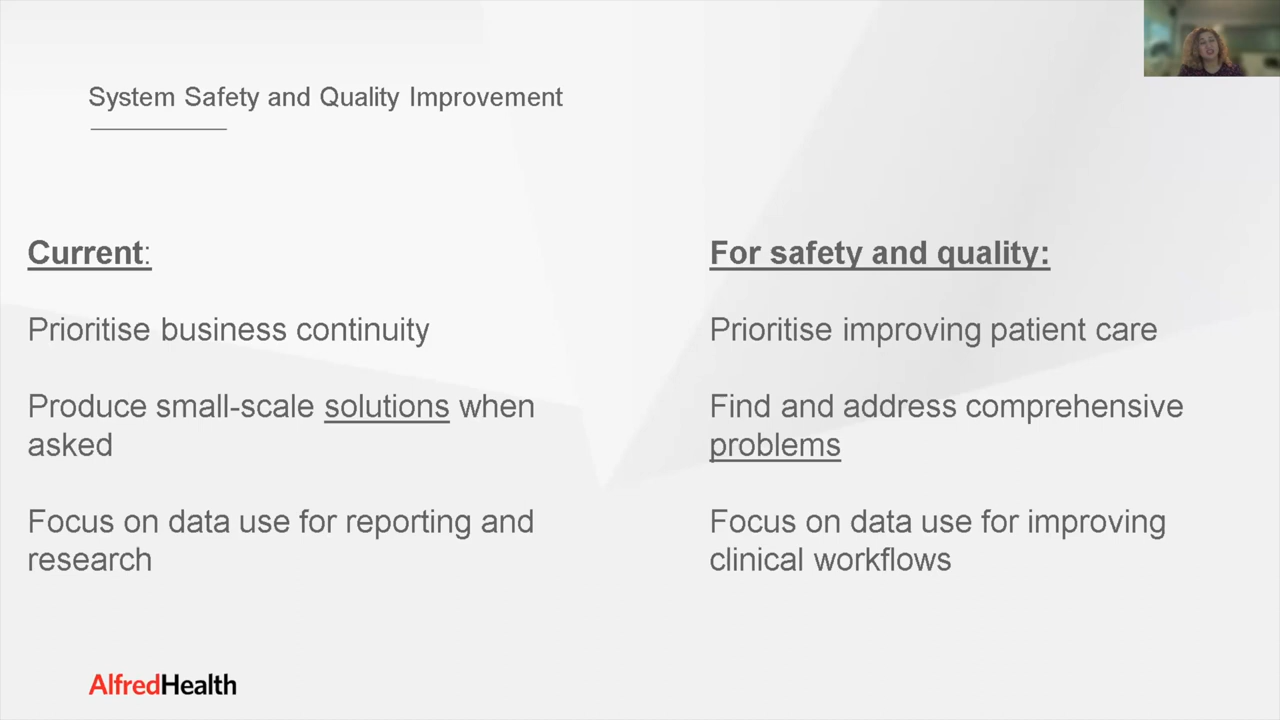 System Safety and Quality Improvement
Current:
Prioritise business continuity
Produce small-scale solutions when
asked
Focus on data use for reporting and
research
For safety and quality:
Prioritise improving patient care
Find and address comprehensive
problems
Focus on data use for improving
clinical workflows
AlfredHealth